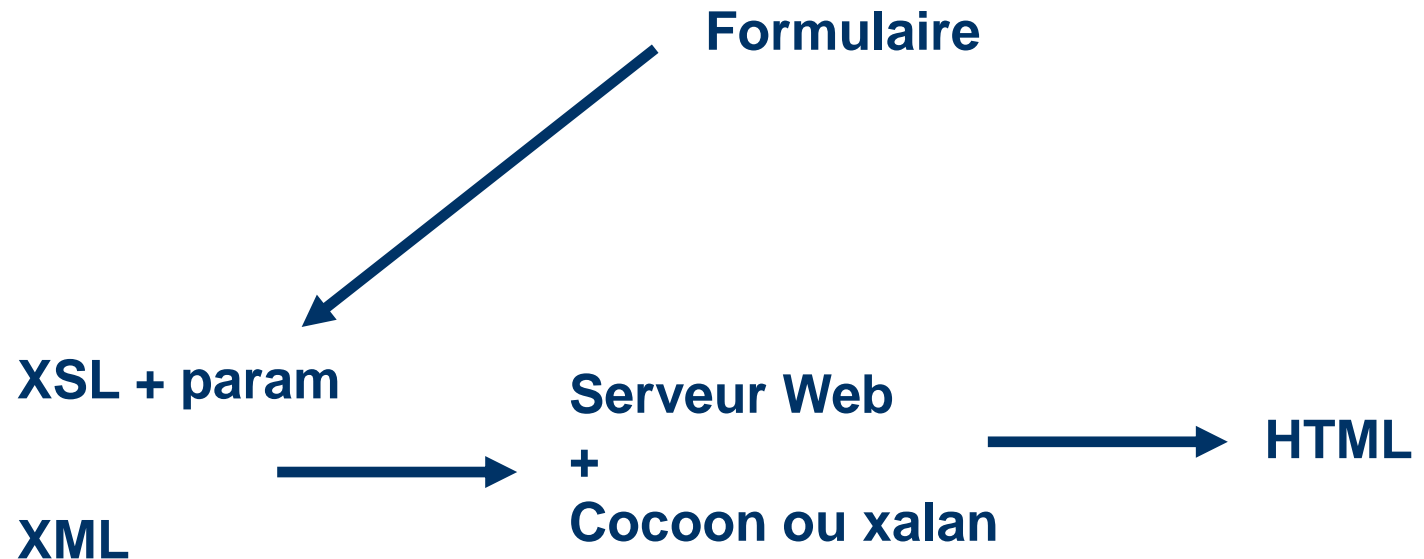 Formulaire
XSL + param
XML
Serveur Web
+
Cocoon ou xalan
HTML